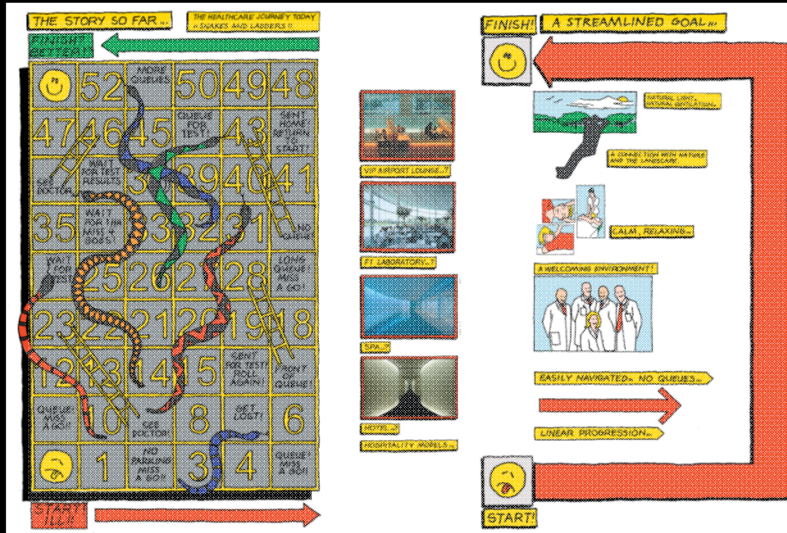 THE STORY SO FAR...
THE HEALTHCARE JOURNEY TODAY
= SNAKES AND LADDERS!!
FINISH?
BETTER!?
52
MORE
QUEUES
50
49
48
47
46
45
QUEUE
FOR
TEST!
43
SENT
HOME!
RETURN
TO
START!
SEE
DOCTOR
WAIT
FOR TEST
RESULTS
39
40
41
35
WAIT
FOR
MISS 4
GOES!
32
31
NO
QUEUE!
WAIT
FOR
TEST!
25
26
28
LONG
QUEUE! MISS
A GO!
23
22
21
20
19
18
12
13
14
15
SENT
FOR TEST!
ROLL
AGAIN!
FRONT
OF
QUEUE!
QUEUE!
MISS
A GO!!
10
SEE
DOCTOR!
8
GET
LOST!
6
1
NO
PARKING
MISS
A GO!!
3
4
QUEUE!
MISS
A GO!!
START!
ILL!!
VIP AIRPORT LOUNGE..?
F1 LABORATORY..?
SPA..?
HOTEL..?
HOSPITALITY MODELS...
FINISH!
A STREAMLINED GOAL...
NATURAL LIGHT,
NATURAL VENTILATION...
A CONNECTION WITH NATURE
AND THE LANDSCAPE.
CALM, RELAXING...
A WELCOMING ENVIRONMENT!
EASILY NAVIGATED... NO QUEUES...
LINEAR PROGRESSION...
START!